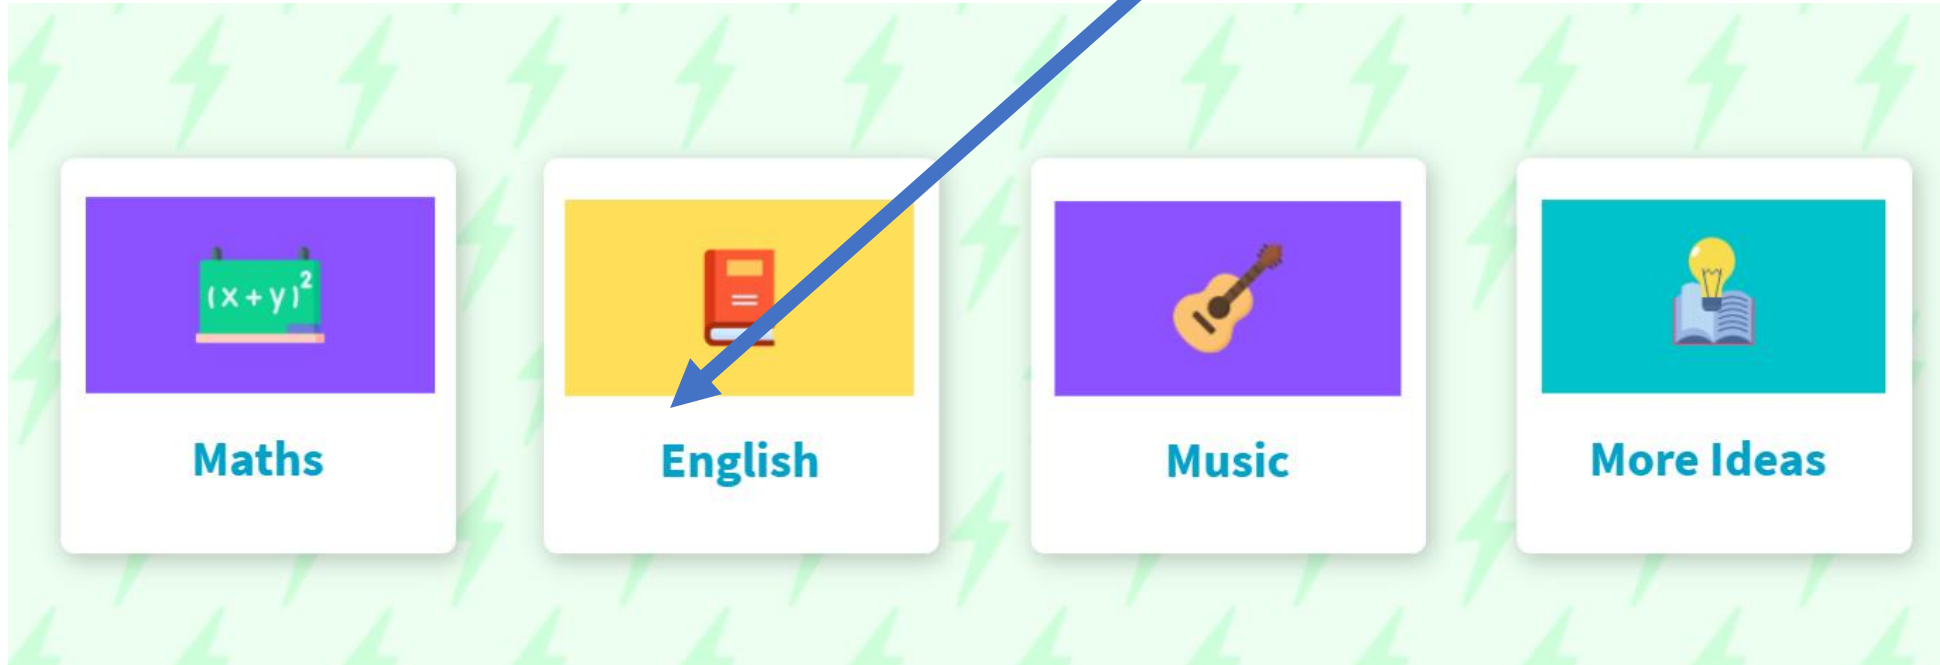 (x+y)²
Maths
English
Music
More Ideas